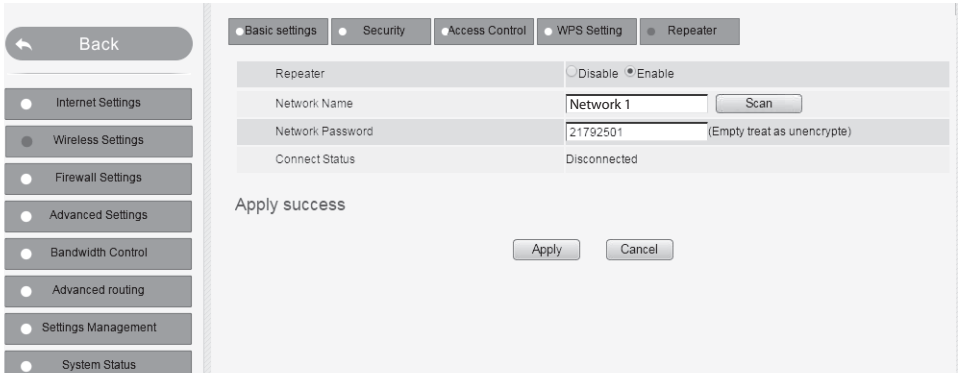 Back
Internet Settings
Wireless Settings
Firewall Settings
Advanced Settings
Bandwidth Control
Advanced routing
Settings Management
System Status
Basic settings
Security
Access Control
WPS Setting
Repeater
Repeater Disable Enable
Network Name Network 1 Scan
Network Password 21792501 (Empty treat as unencrypte)
Connect Status Disconnected
Apply success
Apply Cancel